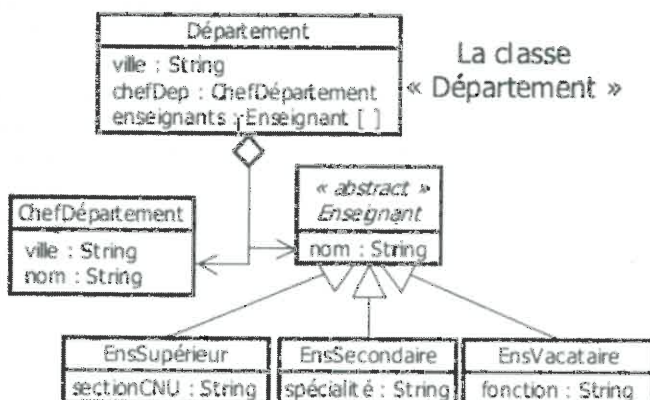 Département
ville : String
chefDep : ChefDépartement
enseignants : Enseignant [ ]
La classe
« Département »
« abstract »
Enseignant
nom : String
ChefDépartement
ville : String
nom : String
EnsSupérieur
sectionCNU : String
EnsSecondaire
spécialité : String
EnsVacataire
fonction : String